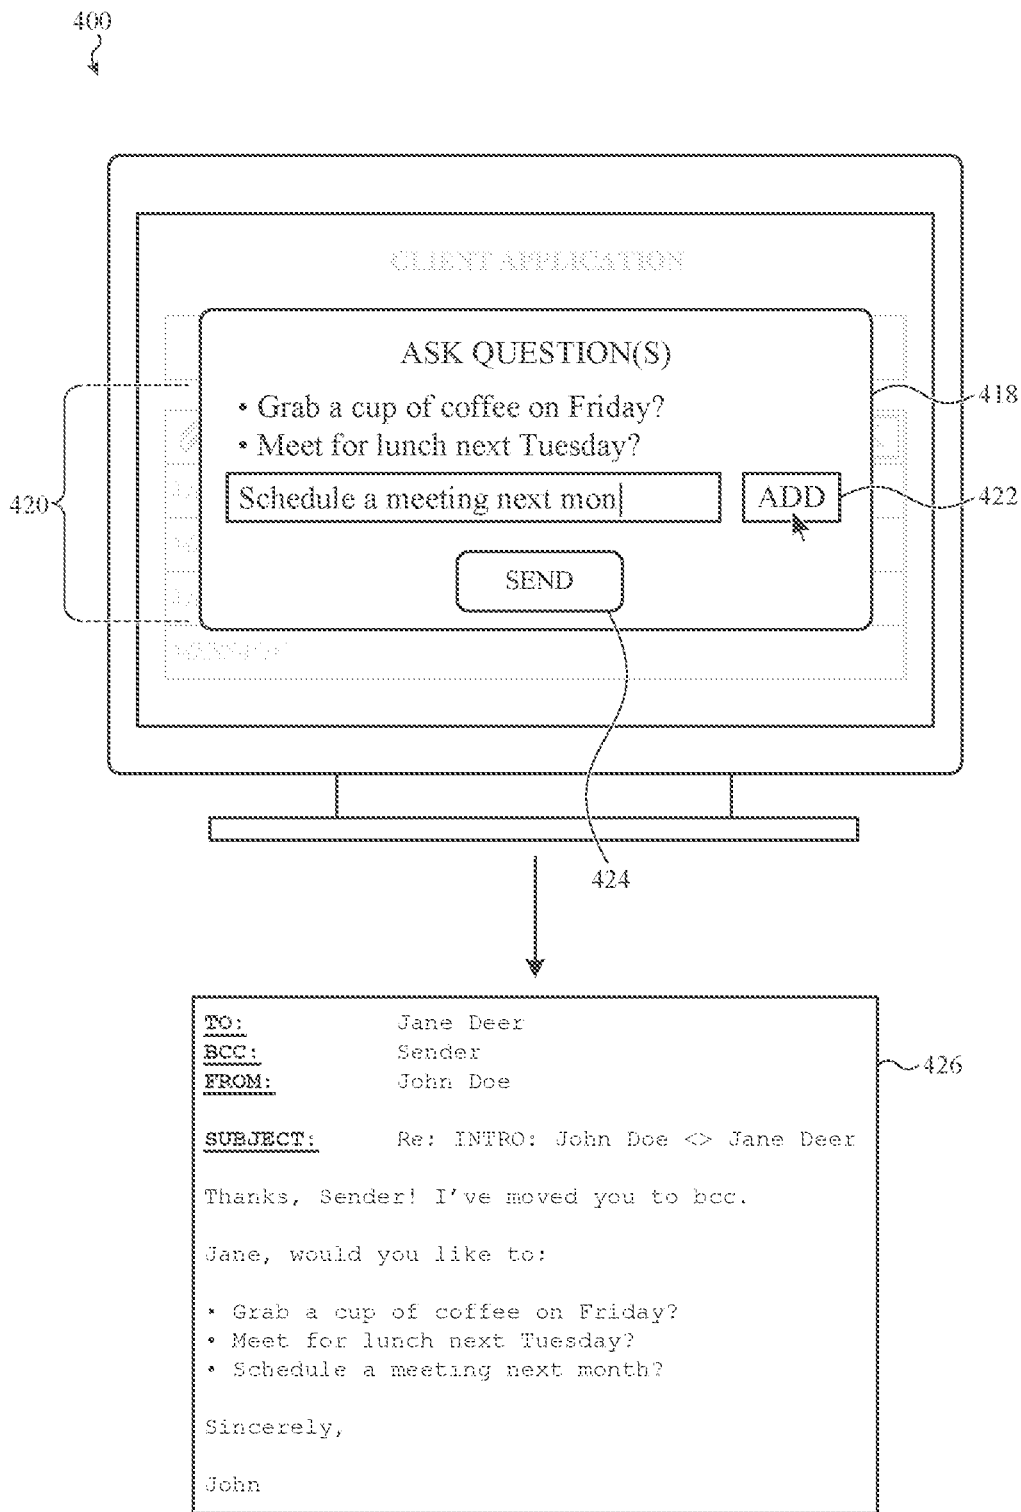 400
CLIENT APPLICATION
ASK QUESTION(S)
• Grab a cup of coffee on Friday?
• Meet for lunch next Tuesday?
Schedule a meeting next mon
ADD
SEND
418
420
422
424
TO: Jane Deer
BCC: Sender
FROM: John Doe
SUBJECT: Re: INTRO: John Doe <> Jane Deer
Thanks, Sender! I've moved you to bcc.
Jane, would you like to:
• Grab a cup of coffee on Friday?
• Meet for lunch next Tuesday?
• Schedule a meeting next month?
Sincerely,
John
426